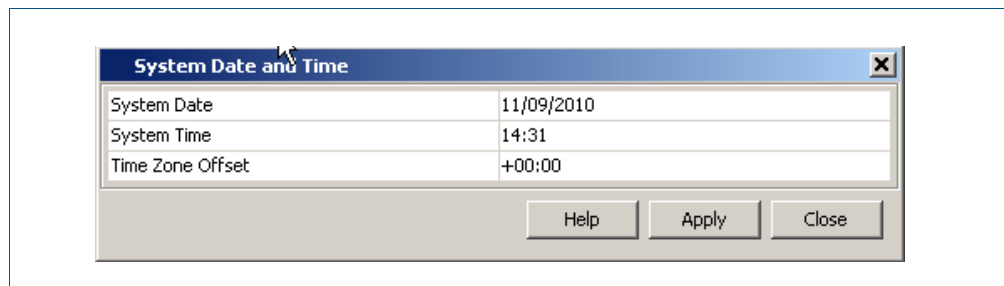 System Date and Time
System Date 11/09/2010
System Time 14:31
Time Zone Offset +00:00
Help Apply Close